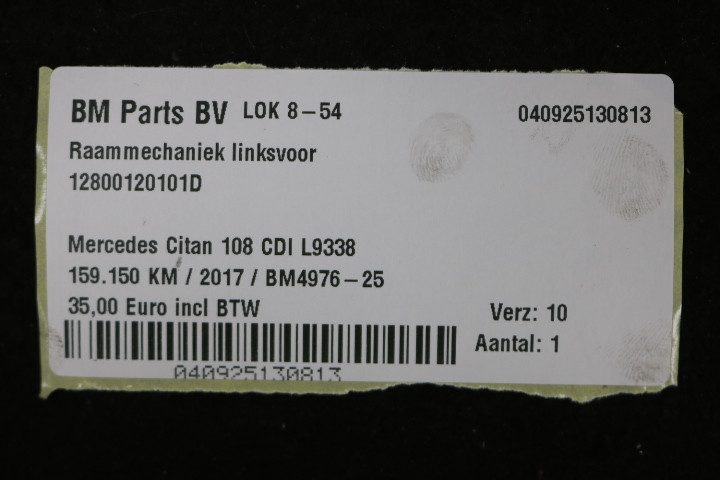 BM Parts BV LOK 8-54 040925130813
Raammechaniek linksvoor
12800120101D
Mercedes Citan 108 CDI L9338
159.150 KM / 2017 / BM4976-25
35,00 Euro incl BTW Verz: 10
Aantal: 1
040925130813